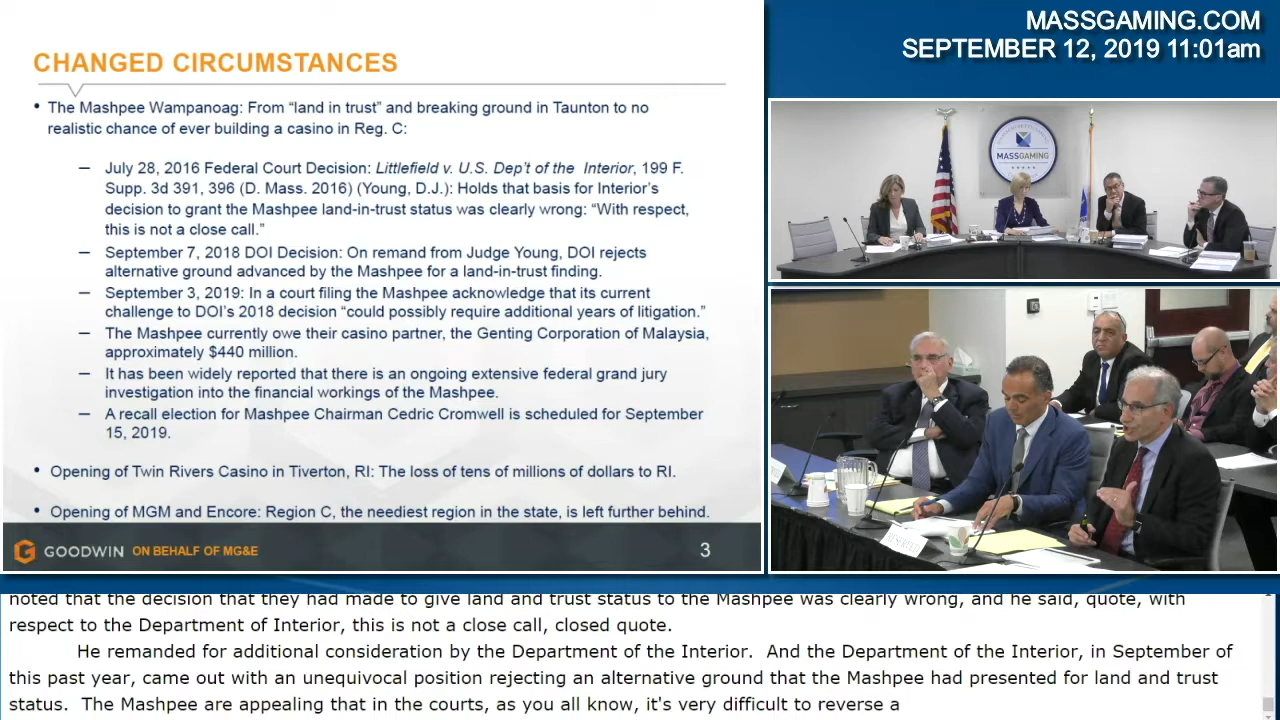 MASSGAMING.COM
SEPTEMBER 12, 2019 11:01am
CHANGED CIRCUMSTANCES
• The Mashpee Wampanoag: From “land in trust” and breaking ground in Taunton to no
realistic chance of ever building a casino in Reg. C:
– July 28, 2016 Federal Court Decision: Littlefield v. U.S. Dep’t of the Interior, 199 F.
Supp. 3d 391, 396 (D. Mass. 2016) (Young, D.J.): Holds that basis for Interior’s
decision to grant the Mashpee land-in-trust status was clearly wrong: “With respect,
this is not a close call.”
– September 7, 2018 DOI Decision: On remand from Judge Young, DOI rejects
alternative ground advanced by the Mashpee for a land-in-trust finding.
– September 3, 2019: In a court filing the Mashpee acknowledge that its current
challenge to DOI’s 2018 decision “could possibly require additional years of litigation.”
– The Mashpee currently owe their casino partner, the Genting Corporation of Malaysia,
approximately $440 million.
– It has been widely reported that there is an ongoing extensive federal grand jury
investigation into the financial workings of the Mashpee.
– A recall election for Mashpee Chairman Cedric Cromwell is scheduled for September
15, 2019.
• Opening of Twin Rivers Casino in Tiverton, RI: The loss of tens of millions of dollars to RI.
• Opening of MGM and Encore: Region C, the neediest region in the state, is left further behind.
GOODWIN ON BEHALF OF MG&E
3
MASSGAMING
RESERVED
noted that the decision that they had made to give land and trust status to the Mashpee was clearly wrong, and he said, quote, with
respect to the Department of Interior, this is not a close call, closed quote.
He remanded for additional consideration by the Department of the Interior. And the Department of the Interior, in September of
this past year, came out with an unequivocal position rejecting an alternative ground that the Mashpee had presented for land and trust
status. The Mashpee are appealing that in the courts, as you all know, it's very difficult to reverse a